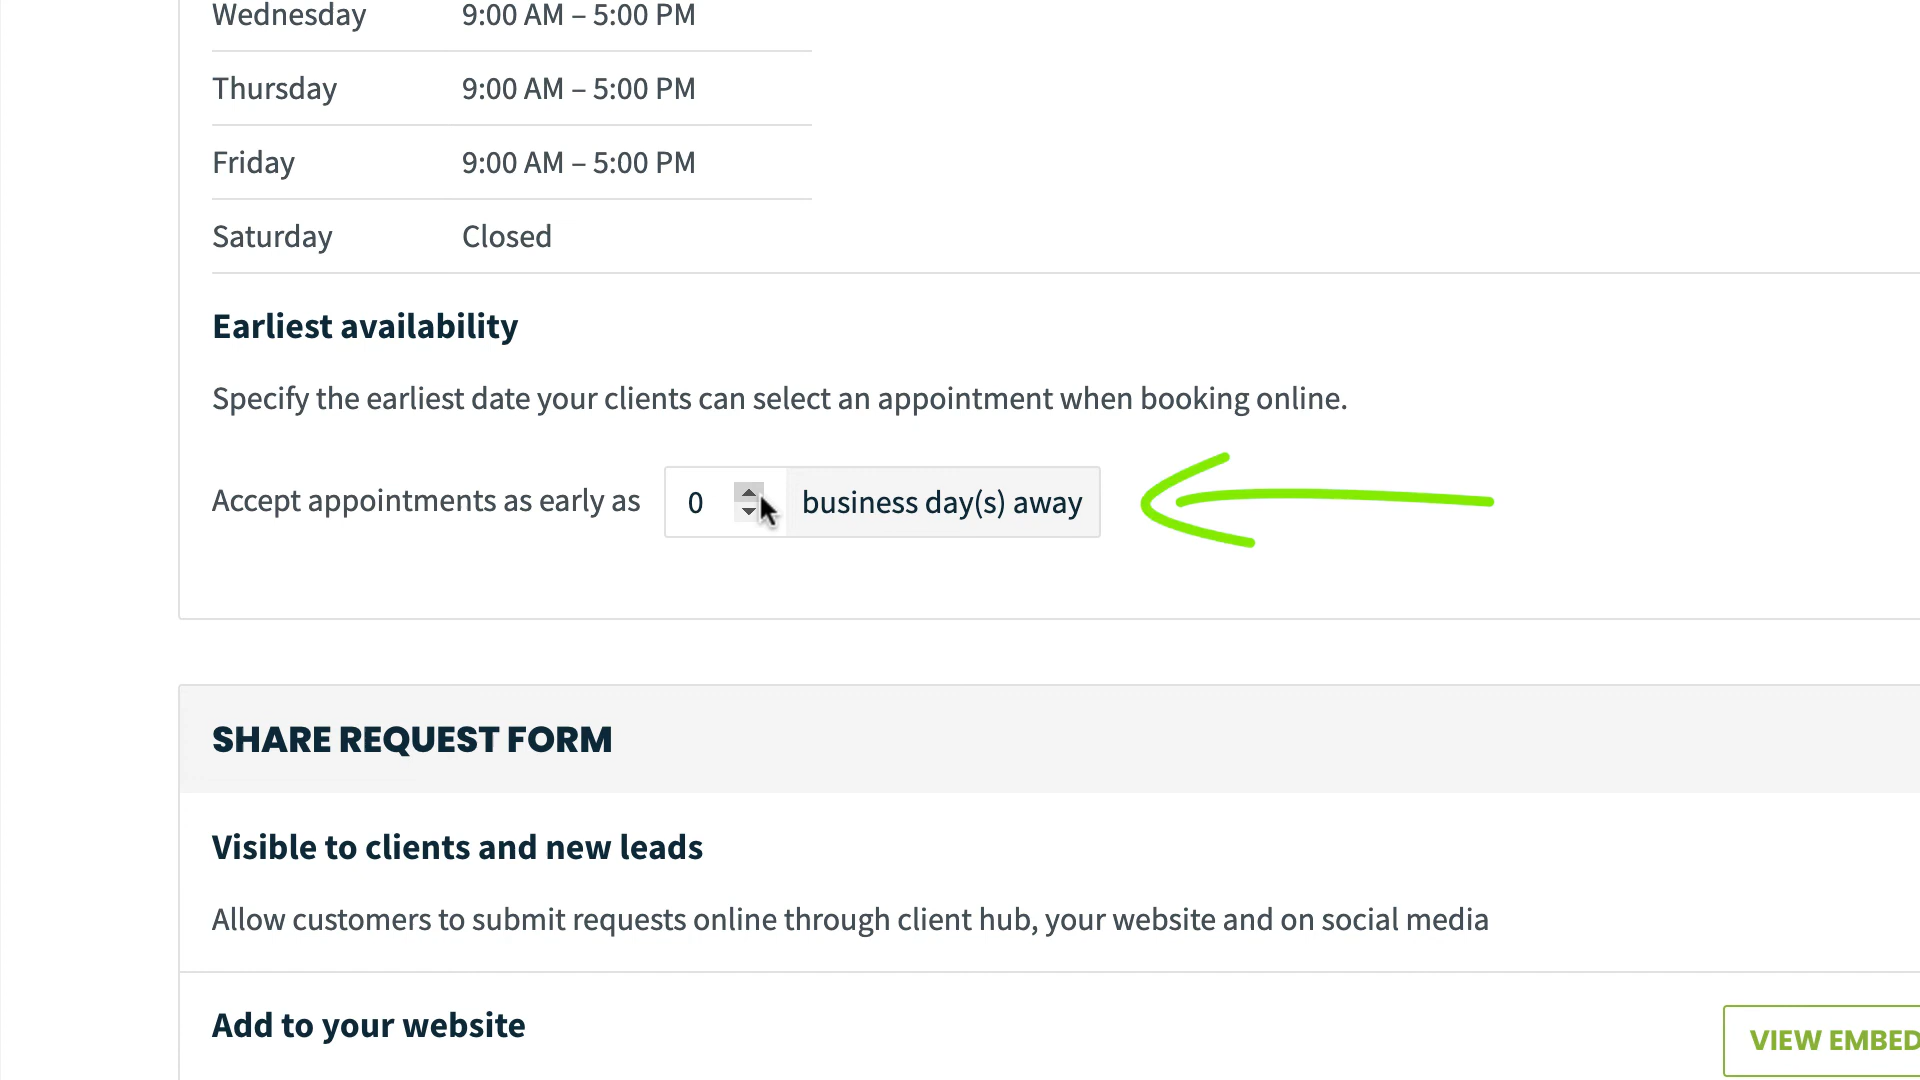 Wednesday 9:00 AM – 5:00 PM
Thursday 9:00 AM – 5:00 PM
Friday 9:00 AM – 5:00 PM
Saturday Closed
Earliest availability
Specify the earliest date your clients can select an appointment when booking online.
Accept appointments as early as 0 business day(s) away
SHARE REQUEST FORM
Visible to clients and new leads
Allow customers to submit requests online through client hub, your website and on social media
Add to your website
VIEW EMBED